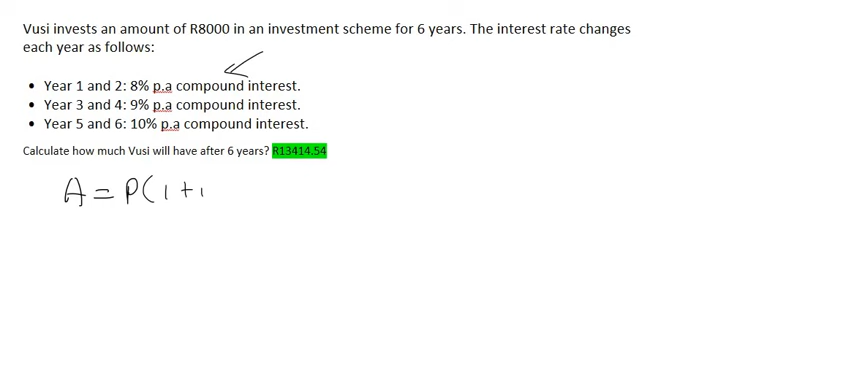 Vusi invests an amount of R8000 in an investment scheme for 6 years. The interest rate changes
each year as follows:
• Year 1 and 2: 8% p.a compound interest.
• Year 3 and 4: 9% p.a compound interest.
• Year 5 and 6: 10% p.a compound interest.
Calculate how much Vusi will have after 6 years? R13414.54
A = P(1 + ı